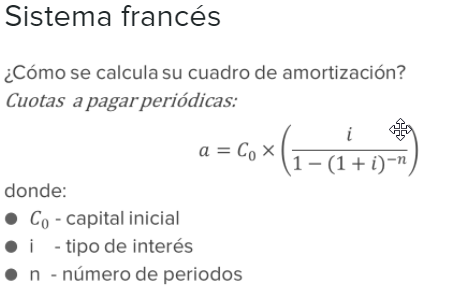 Sistema francés
¿Cómo se calcula su cuadro de amortización?
Cuotas a pagar periódicas:
a = C₀ × ( i / 1 − (1 + i)⁻ⁿ )
donde:
● C₀ - capital inicial
● i - tipo de interés
● n - número de periodos